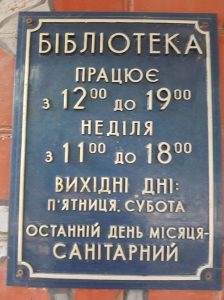 БІБЛІОТЕКА
ПРАЦЮЄ
з 12⁰⁰ до 19⁰⁰
НЕДІЛЯ
з 11⁰⁰ до 18⁰⁰
ВИХІДНІ ДНІ:
П'ЯТНИЦЯ, СУБОТА
ОСТАННІЙ ДЕНЬ МІСЯЦЯ-
САНІТАРНИЙ